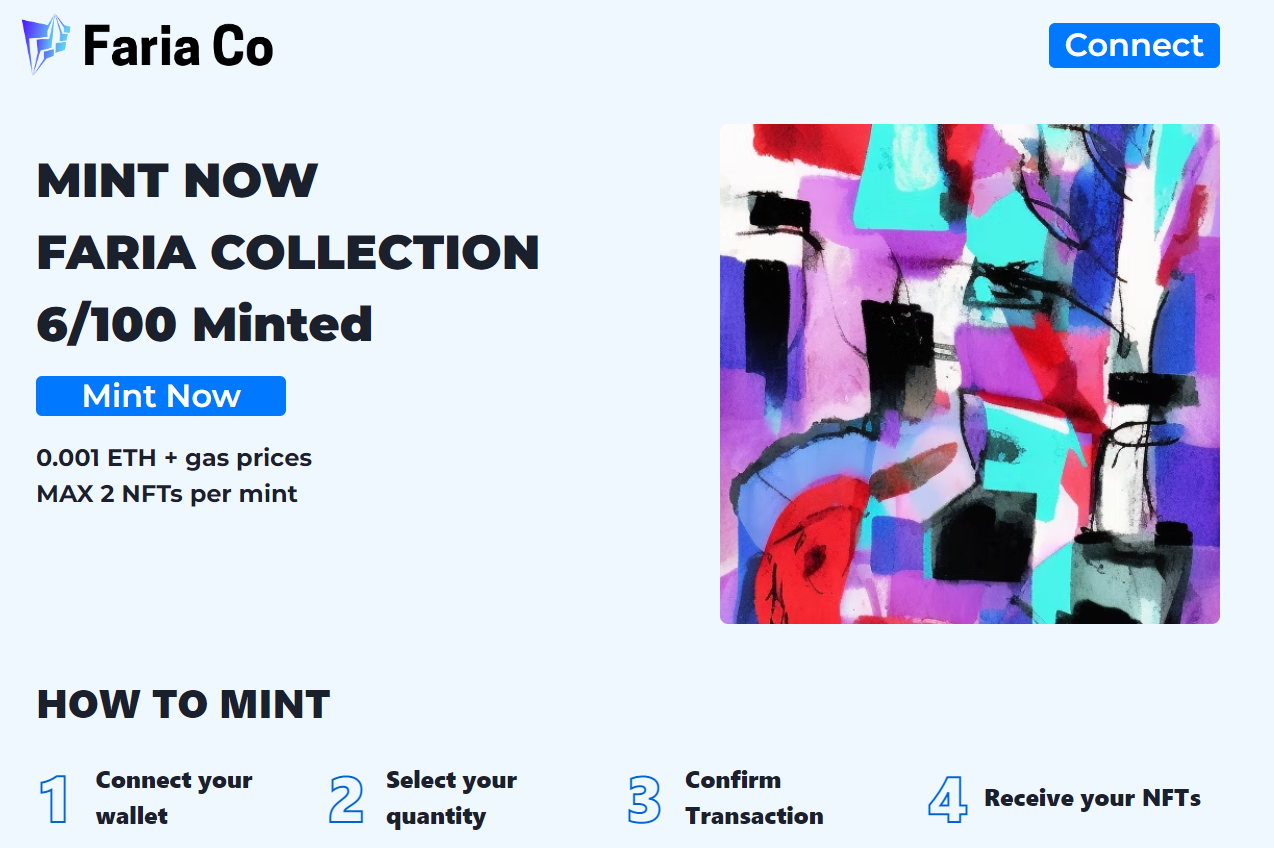 Faria Co
Connect
MINT NOW
FARIA COLLECTION
6/100 Minted
Mint Now
0.001 ETH + gas prices
MAX 2 NFTs per mint
HOW TO MINT
1
Connect your
wallet
2
Select your
quantity
3
Confirm
Transaction
4
Receive your NFTs